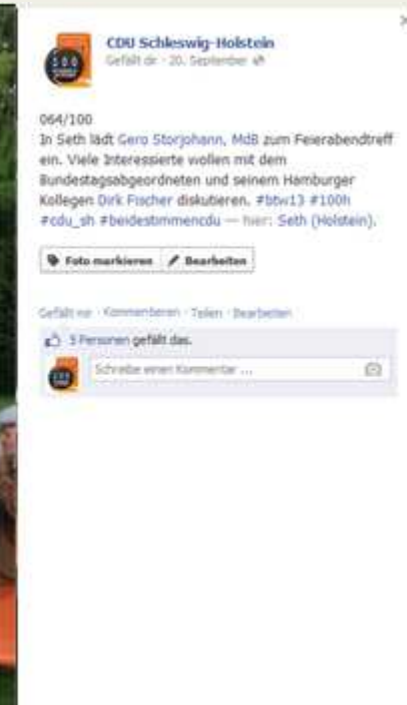 CDU Schleswig-Holstein
Gefällt dir · 20. September
064/100
In Seth lädt Gero Storjohann, MdB zum Feierabendtreff
ein. Viele Interessierte wollen mit dem
Bundestagsabgeordneten und seinem Hamburger
Kollegen Dirk Fischer diskutieren. #btw13 #100h
#cdu_sh #beidestimmencdu — hier: Seth (Holstein).
Foto markieren Bearbeiten
Gefällt mir · Kommentieren · Teilen · Bearbeiten
3 Personen gefällt das.
Schreibe einen Kommentar ...
100